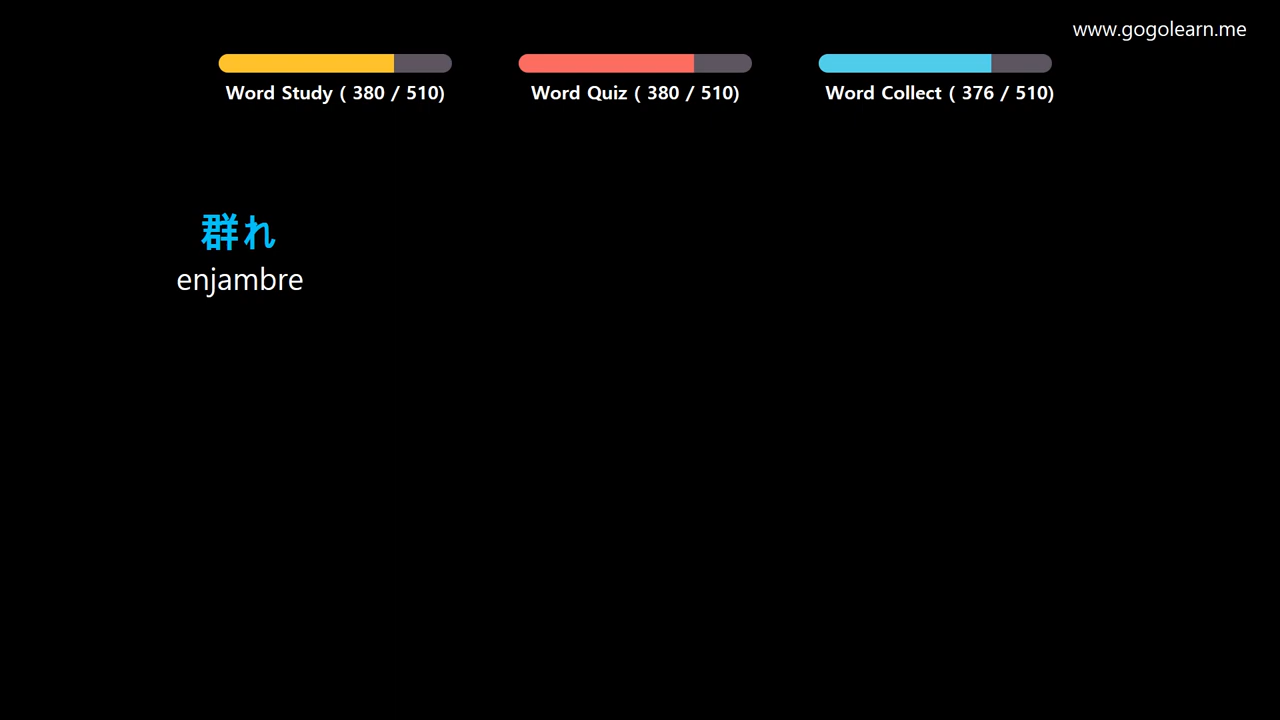 www.gogolearn.me
Word Study ( 380 / 510)
Word Quiz ( 380 / 510)
Word Collect ( 376 / 510)
群れ
enjambre